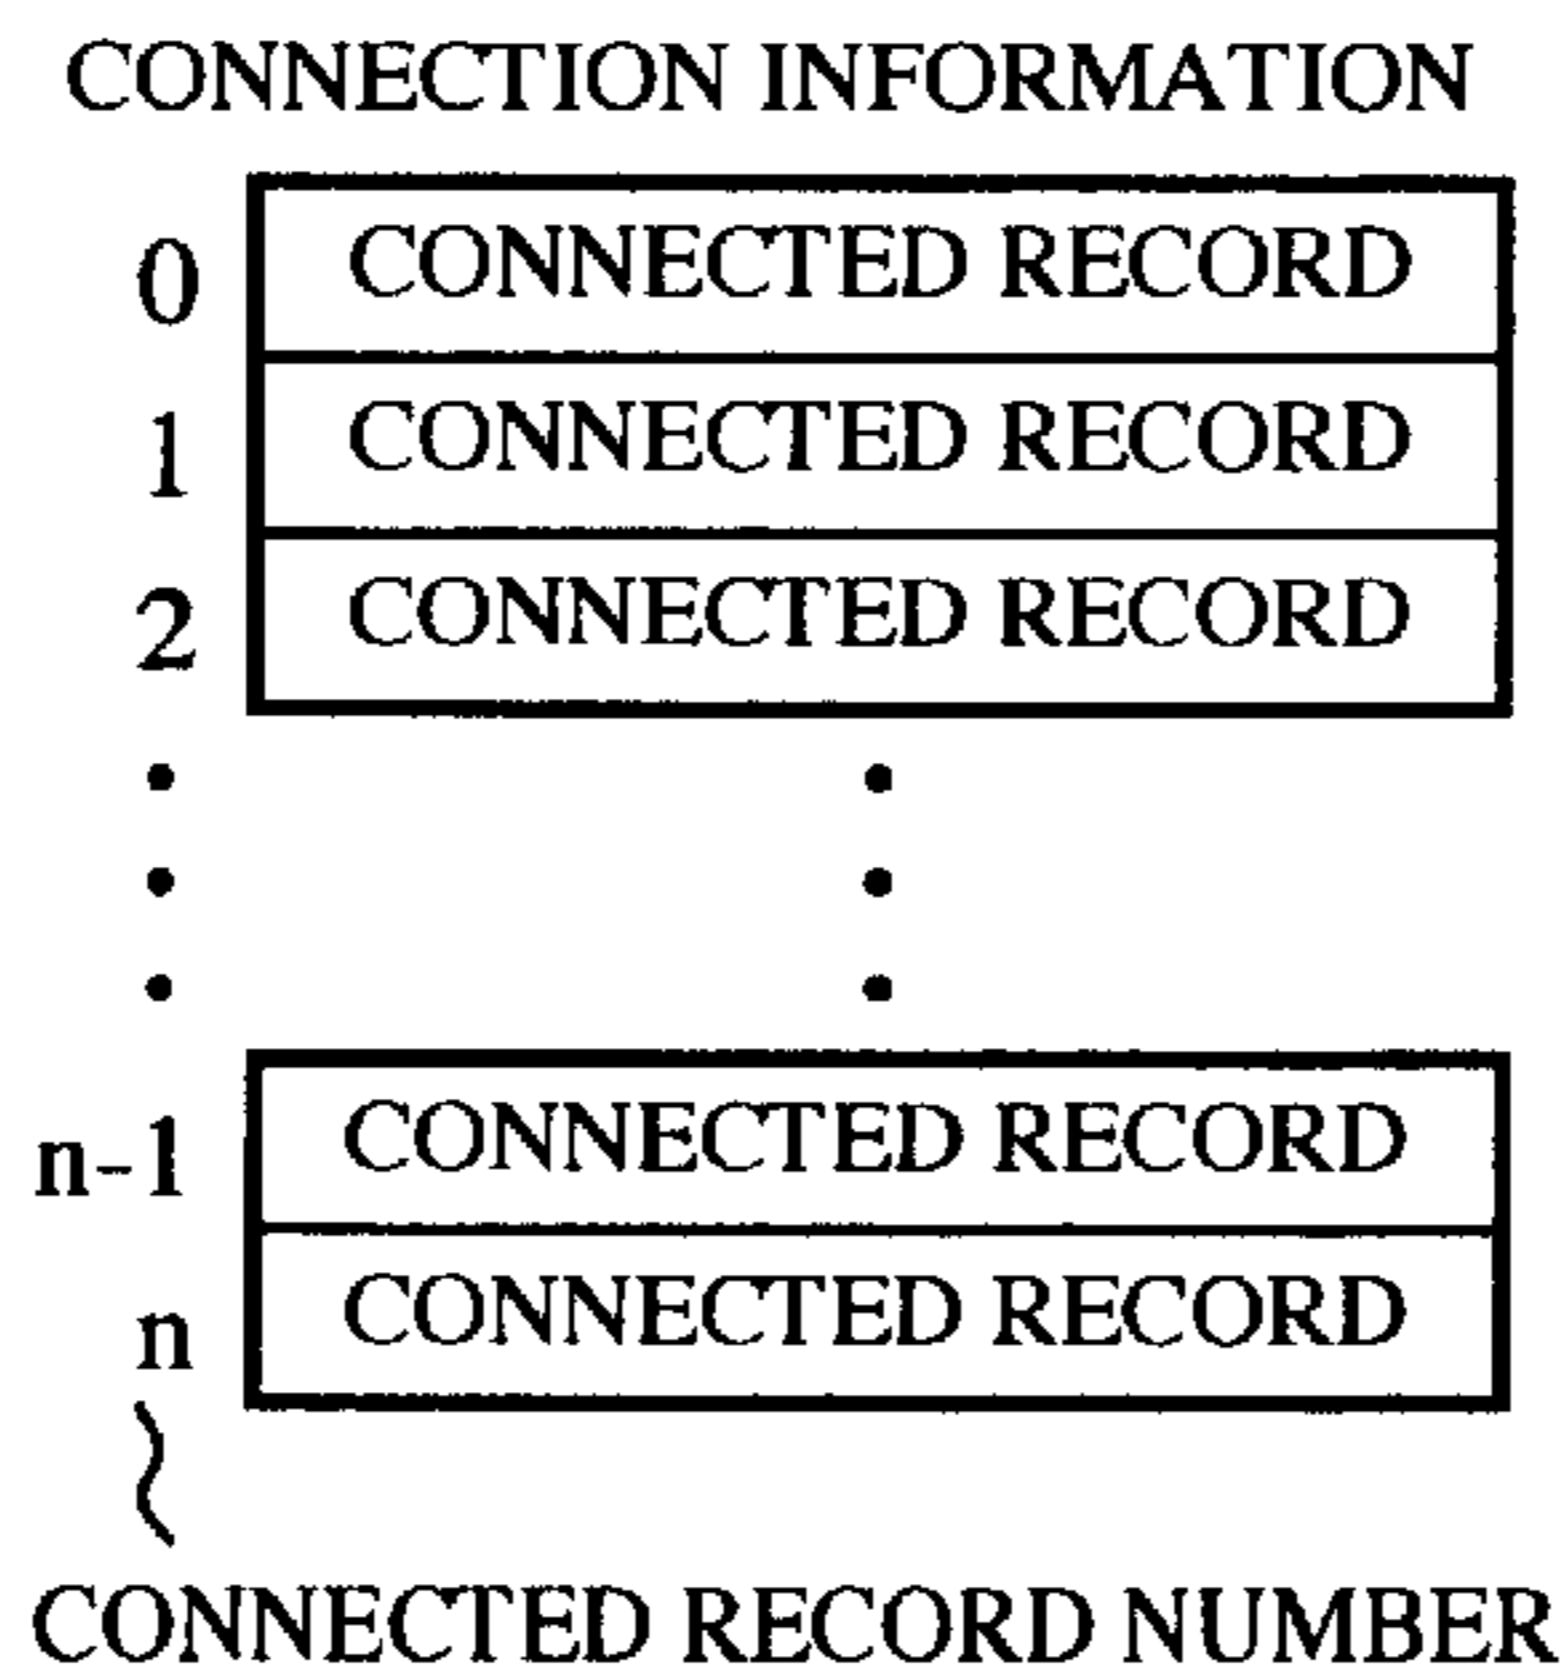 CONNECTION INFORMATION
0 CONNECTED RECORD
1 CONNECTED RECORD
2 CONNECTED RECORD
n-1 CONNECTED RECORD
n CONNECTED RECORD
CONNECTED RECORD NUMBER